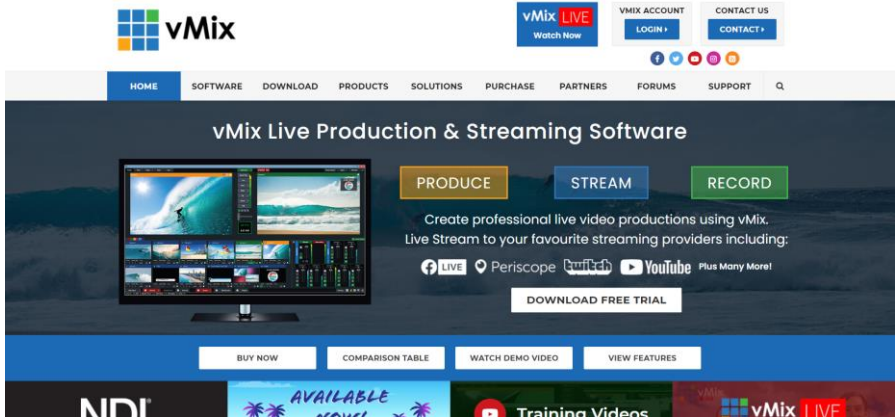 vMix
vMix LIVE
Watch Now
VMIX ACCOUNT
LOGIN
CONTACT US
CONTACT
HOME
SOFTWARE
DOWNLOAD
PRODUCTS
SOLUTIONS
PURCHASE
PARTNERS
FORUMS
SUPPORT
vMix Live Production & Streaming Software
PRODUCE
STREAM
RECORD
Create professional live video productions using vMix.
Live Stream to your favourite streaming providers including:
LIVE
Periscope
twitch
YouTube
Plus Many More!
DOWNLOAD FREE TRIAL
BUY NOW
COMPARISON TABLE
WATCH DEMO VIDEO
VIEW FEATURES
NDI
AVAILABLE
Training Videos
vMix LIVE